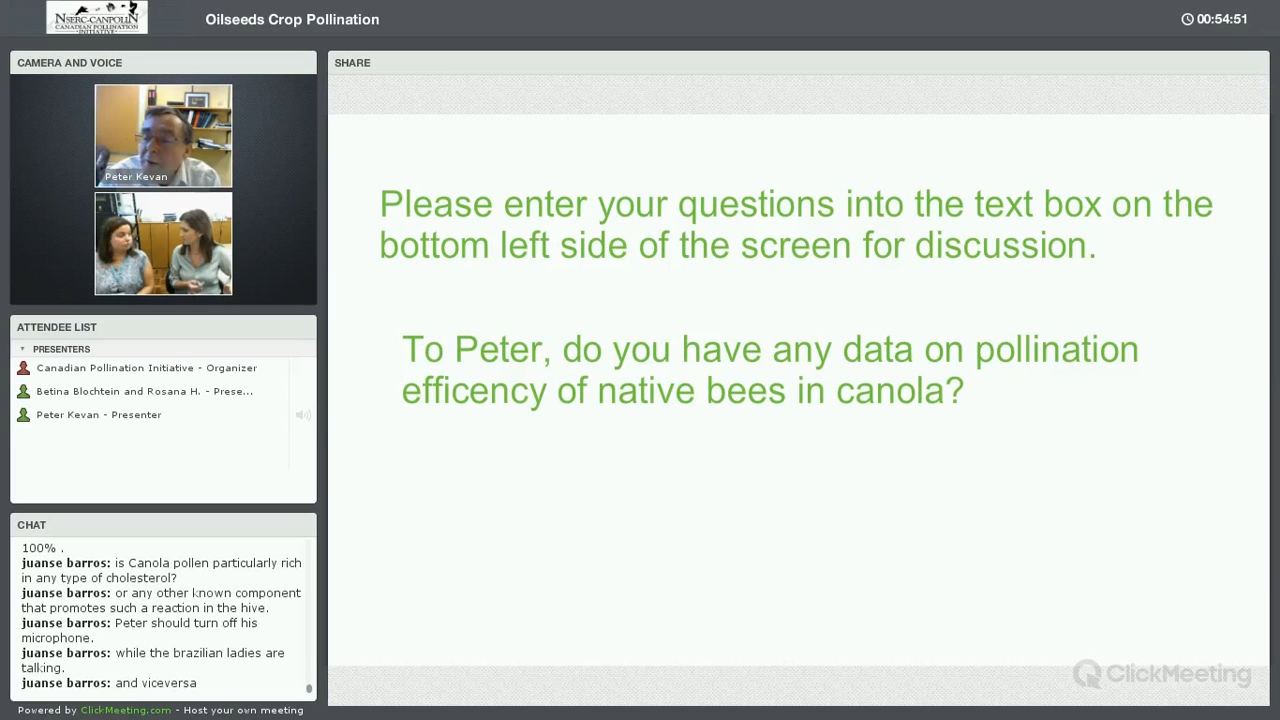 NSERC-CANPOLIN
CANADIAN POLLINATION
INITIATIVE
Oilseeds Crop Pollination
00:54:51
CAMERA AND VOICE
Peter Kevan
ATTENDEE LIST
PRESENTERS
Canadian Pollination Initiative - Organizer
Betina Blochtein and Rosana H. - Prese...
Peter Kevan - Presenter
CHAT
100% .
juanse barros: is Canola pollen particularly rich
in any type of cholesterol?
juanse barros: or any other known component
that promotes such a reaction in the hive.
juanse barros: Peter should turn off his
microphone.
juanse barros: while the brazilian ladies are
talking.
juanse barros: and viceversa
Powered by ClickMeeting.com - Host your own meeting
SHARE
Please enter your questions into the text box on the
bottom left side of the screen for discussion.
To Peter, do you have any data on pollination
efficency of native bees in canola?
ClickMeeting